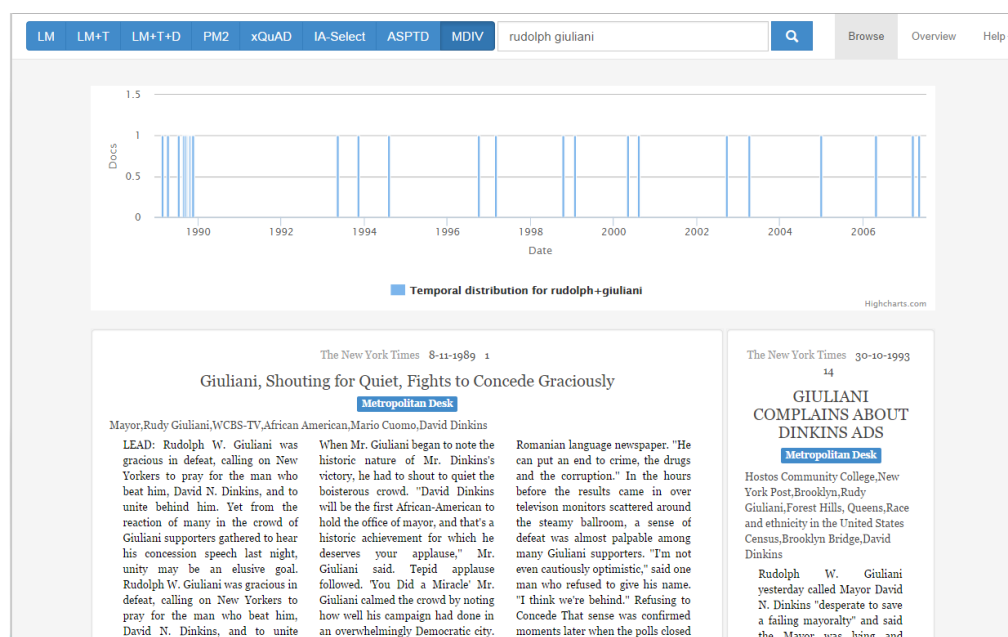 LM LM+T LM+T+D PM2 xQuAD IA-Select ASPTD MDIV rudolph giuliani Browse Overview Help
1.5
1
0.5
0
Docs
1990 1992 1994 1996 1998 2000 2002 2004 2006
Date
Temporal distribution for rudolph+giuliani
Highcharts.com
The New York Times 8-11-1989 1
Giuliani, Shouting for Quiet, Fights to Concede Graciously
Metropolitan Desk
Mayor,Rudy Giuliani,WCBS-TV,African American,Mario Cuomo,David Dinkins
LEAD: Rudolph W. Giuliani was
gracious in defeat, calling on New
Yorkers to pray for the man who
beat him, David N. Dinkins, and to
unite behind him. Yet from the
reaction of many in the crowd of
Giuliani supporters gathered to hear
his concession speech last night,
unity may be an elusive goal.
Rudolph W. Giuliani was gracious in
defeat, calling on New Yorkers to
pray for the man who beat him,
David N. Dinkins, and to unite
When Mr. Giuliani began to note the
historic nature of Mr. Dinkins's
victory, he had to shout to quiet the
boisterous crowd. "David Dinkins
will be the first African-American to
hold the office of mayor, and that's a
historic achievement for which he
deserves your applause," Mr.
Giuliani said. Tepid applause
followed. 'You Did a Miracle' Mr.
Giuliani calmed the crowd by noting
how well his campaign had done in
an overwhelmingly Democratic city.
Romanian language newspaper. "He
can put an end to crime, the drugs
and the corruption." In the hours
before the results came in over
televison monitors scattered around
the steamy ballroom, a sense of
defeat was almost palpable among
many Giuliani supporters. "I'm not
even cautiously optimistic," said one
man who refused to give his name.
"I think we're behind." Refusing to
Concede That sense was confirmed
moments later when the polls closed
The New York Times 30-10-1993
14
GIULIANI
COMPLAINS ABOUT
DINKINS ADS
Metropolitan Desk
Hostos Community College,New
York Post,Brooklyn,Rudy
Giuliani,Forest Hills, Queens,Race
and ethnicity in the United States
Census,Brooklyn Bridge,David
Dinkins
Rudolph W. Giuliani
yesterday called Mayor David
N. Dinkins "desperate to save
a failing mayoralty" and said
the Mayor was lying and